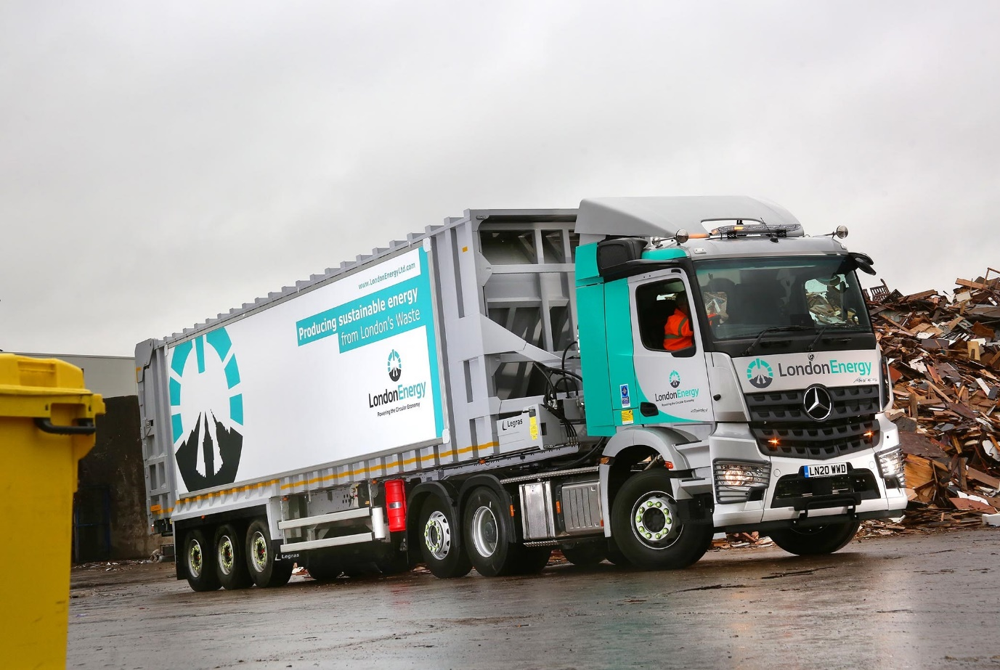 www.LondonEnergyLtd.com
Producing sustainable energy
from London's Waste
LondonEnergy
Powering the Circular Economy
Legras
Legras
LondonEnergy
Powering the Circular Economy
LondonEnergy
LN20 WWD